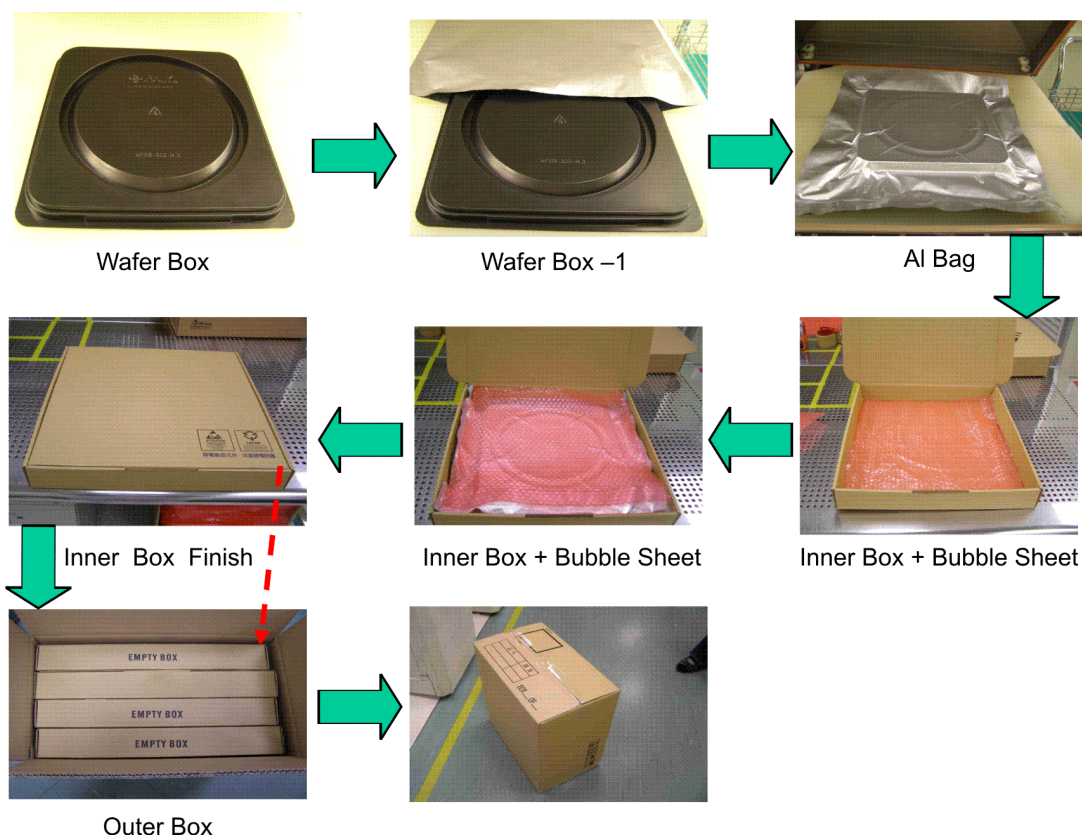 Wafer Box
Wafer Box –1
Al Bag
Inner Box Finish
Inner Box + Bubble Sheet
Inner Box + Bubble Sheet
EMPTY BOX
EMPTY BOX
EMPTY BOX
Outer Box